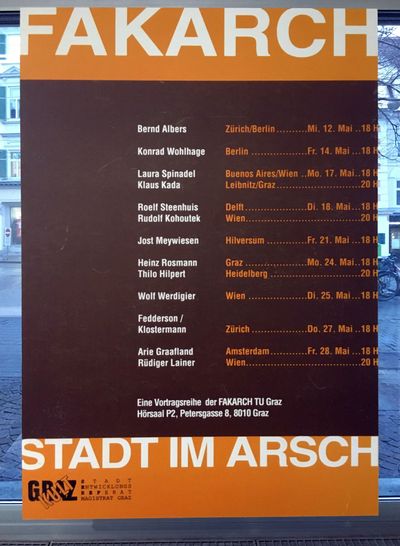 FAKARCH
Bernd Albers Zürich/Berlin..........Mi. 12. Mai ..18 H
Konrad Wohlhage Berlin ....................Fr. 14. Mai ...18 H
Laura Spinadel Buenos Aires/Wien ..Mo. 17. Mai..18 H
Klaus Kada Leibnitz/Graz...........................20 H
Roelf Steenhuis Delft ......................Di. 18. Mai ...18 H
Rudolf Kohoutek Wien.......................................20 H
Jost Meywiesen Hilversum ...............Fr. 21. Mai ...18 H
Heinz Rosmann Graz .....................Mo. 24. Mai ..18 H
Thilo Hilpert Heidelberg ..............................20 H
Wolf Werdigier Wien .....................Di. 25. Mai ...18 H
Fedderson /
Klostermann Zürich ...................Do. 27. Mai ..18 H
Arie Graafland Amsterdam..............Fr. 28. Mai ...18 H
Rüdiger Lainer Wien.......................................20 H
Eine Vortragsreihe der FAKARCH TU Graz
Hörsaal P2, Petersgasse 8, 8010 Graz
STADT IM ARSCH
GRAZ
KULT
STADT
ENTWICKLUNGS
REFERAT
MAGISTRAT GRAZ